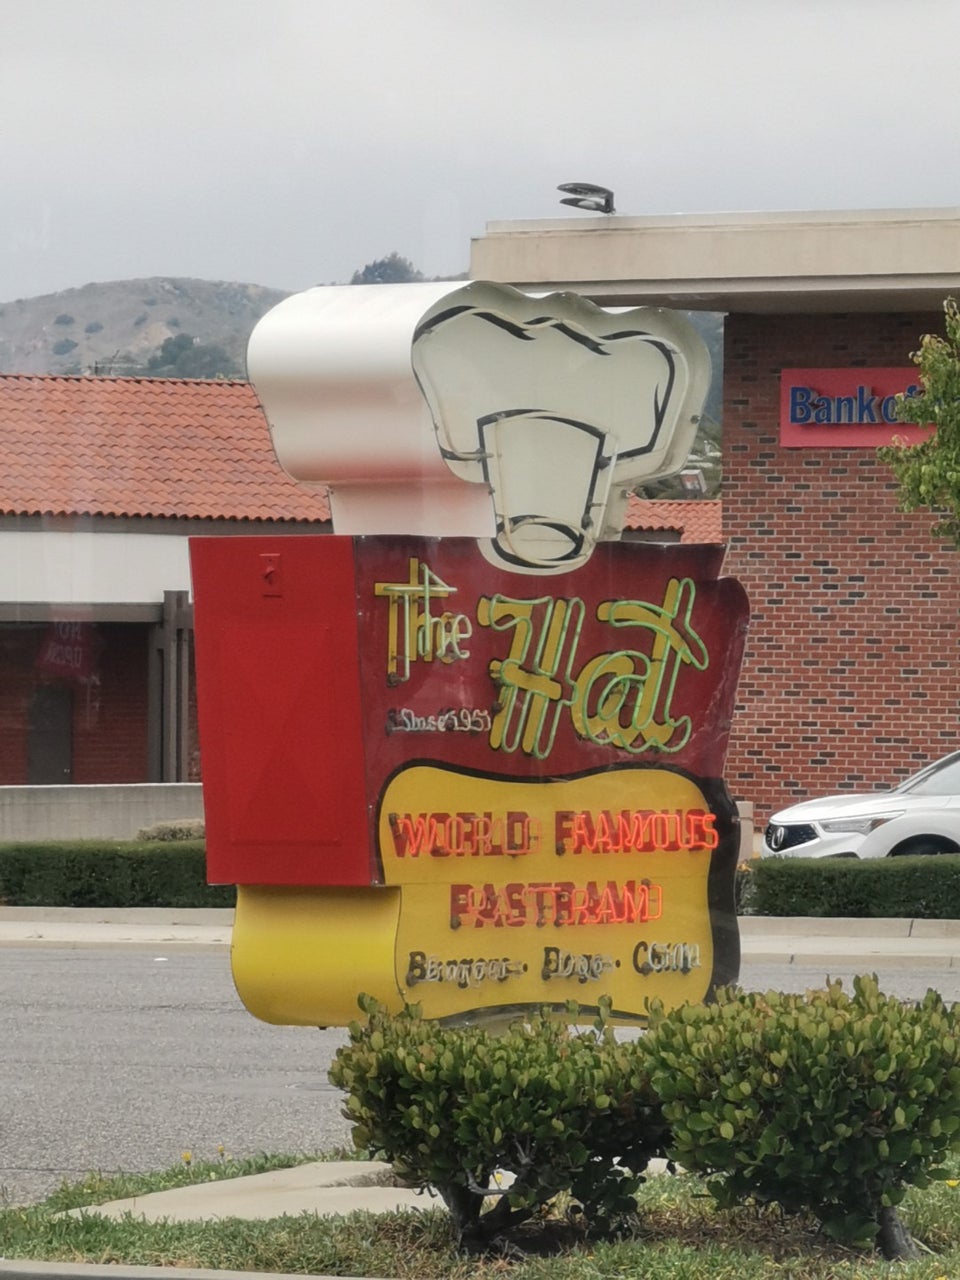 The Hat
Since 1951
WORLD FAMOUS
PASTRAMI
Burgers · Dogs · Chili
Bank of